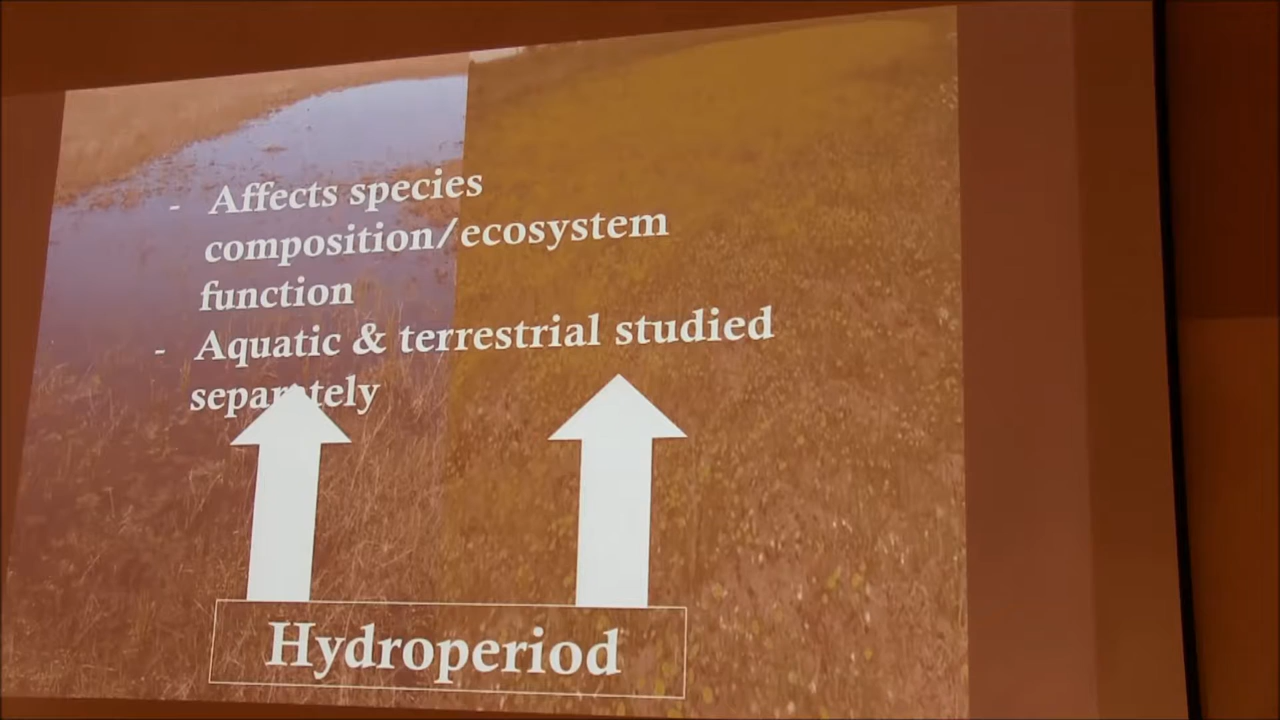 - Affects species
composition/ecosystem
function
- Aquatic & terrestrial studied
separately
Hydroperiod